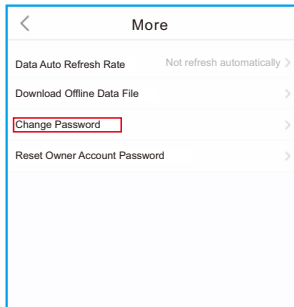 More
Data Auto Refresh Rate Not refresh automatically
Download Offline Data File
Change Password
Reset Owner Account Password